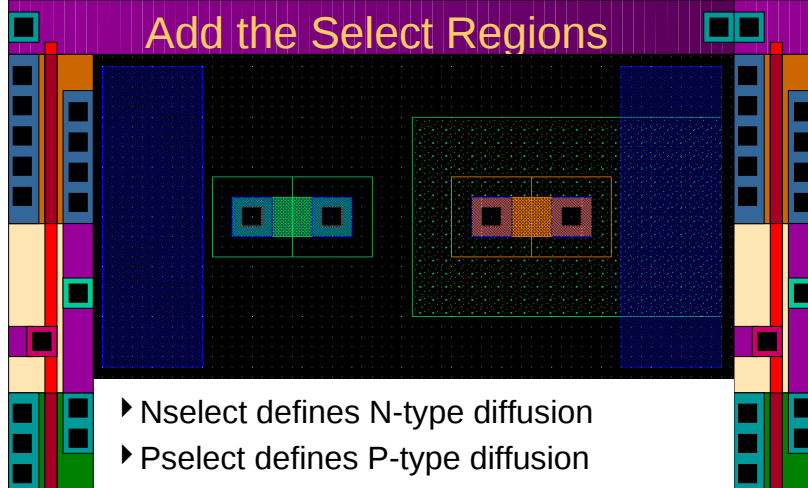 Add the Select Regions
Nselect defines N-type diffusion
Pselect defines P-type diffusion